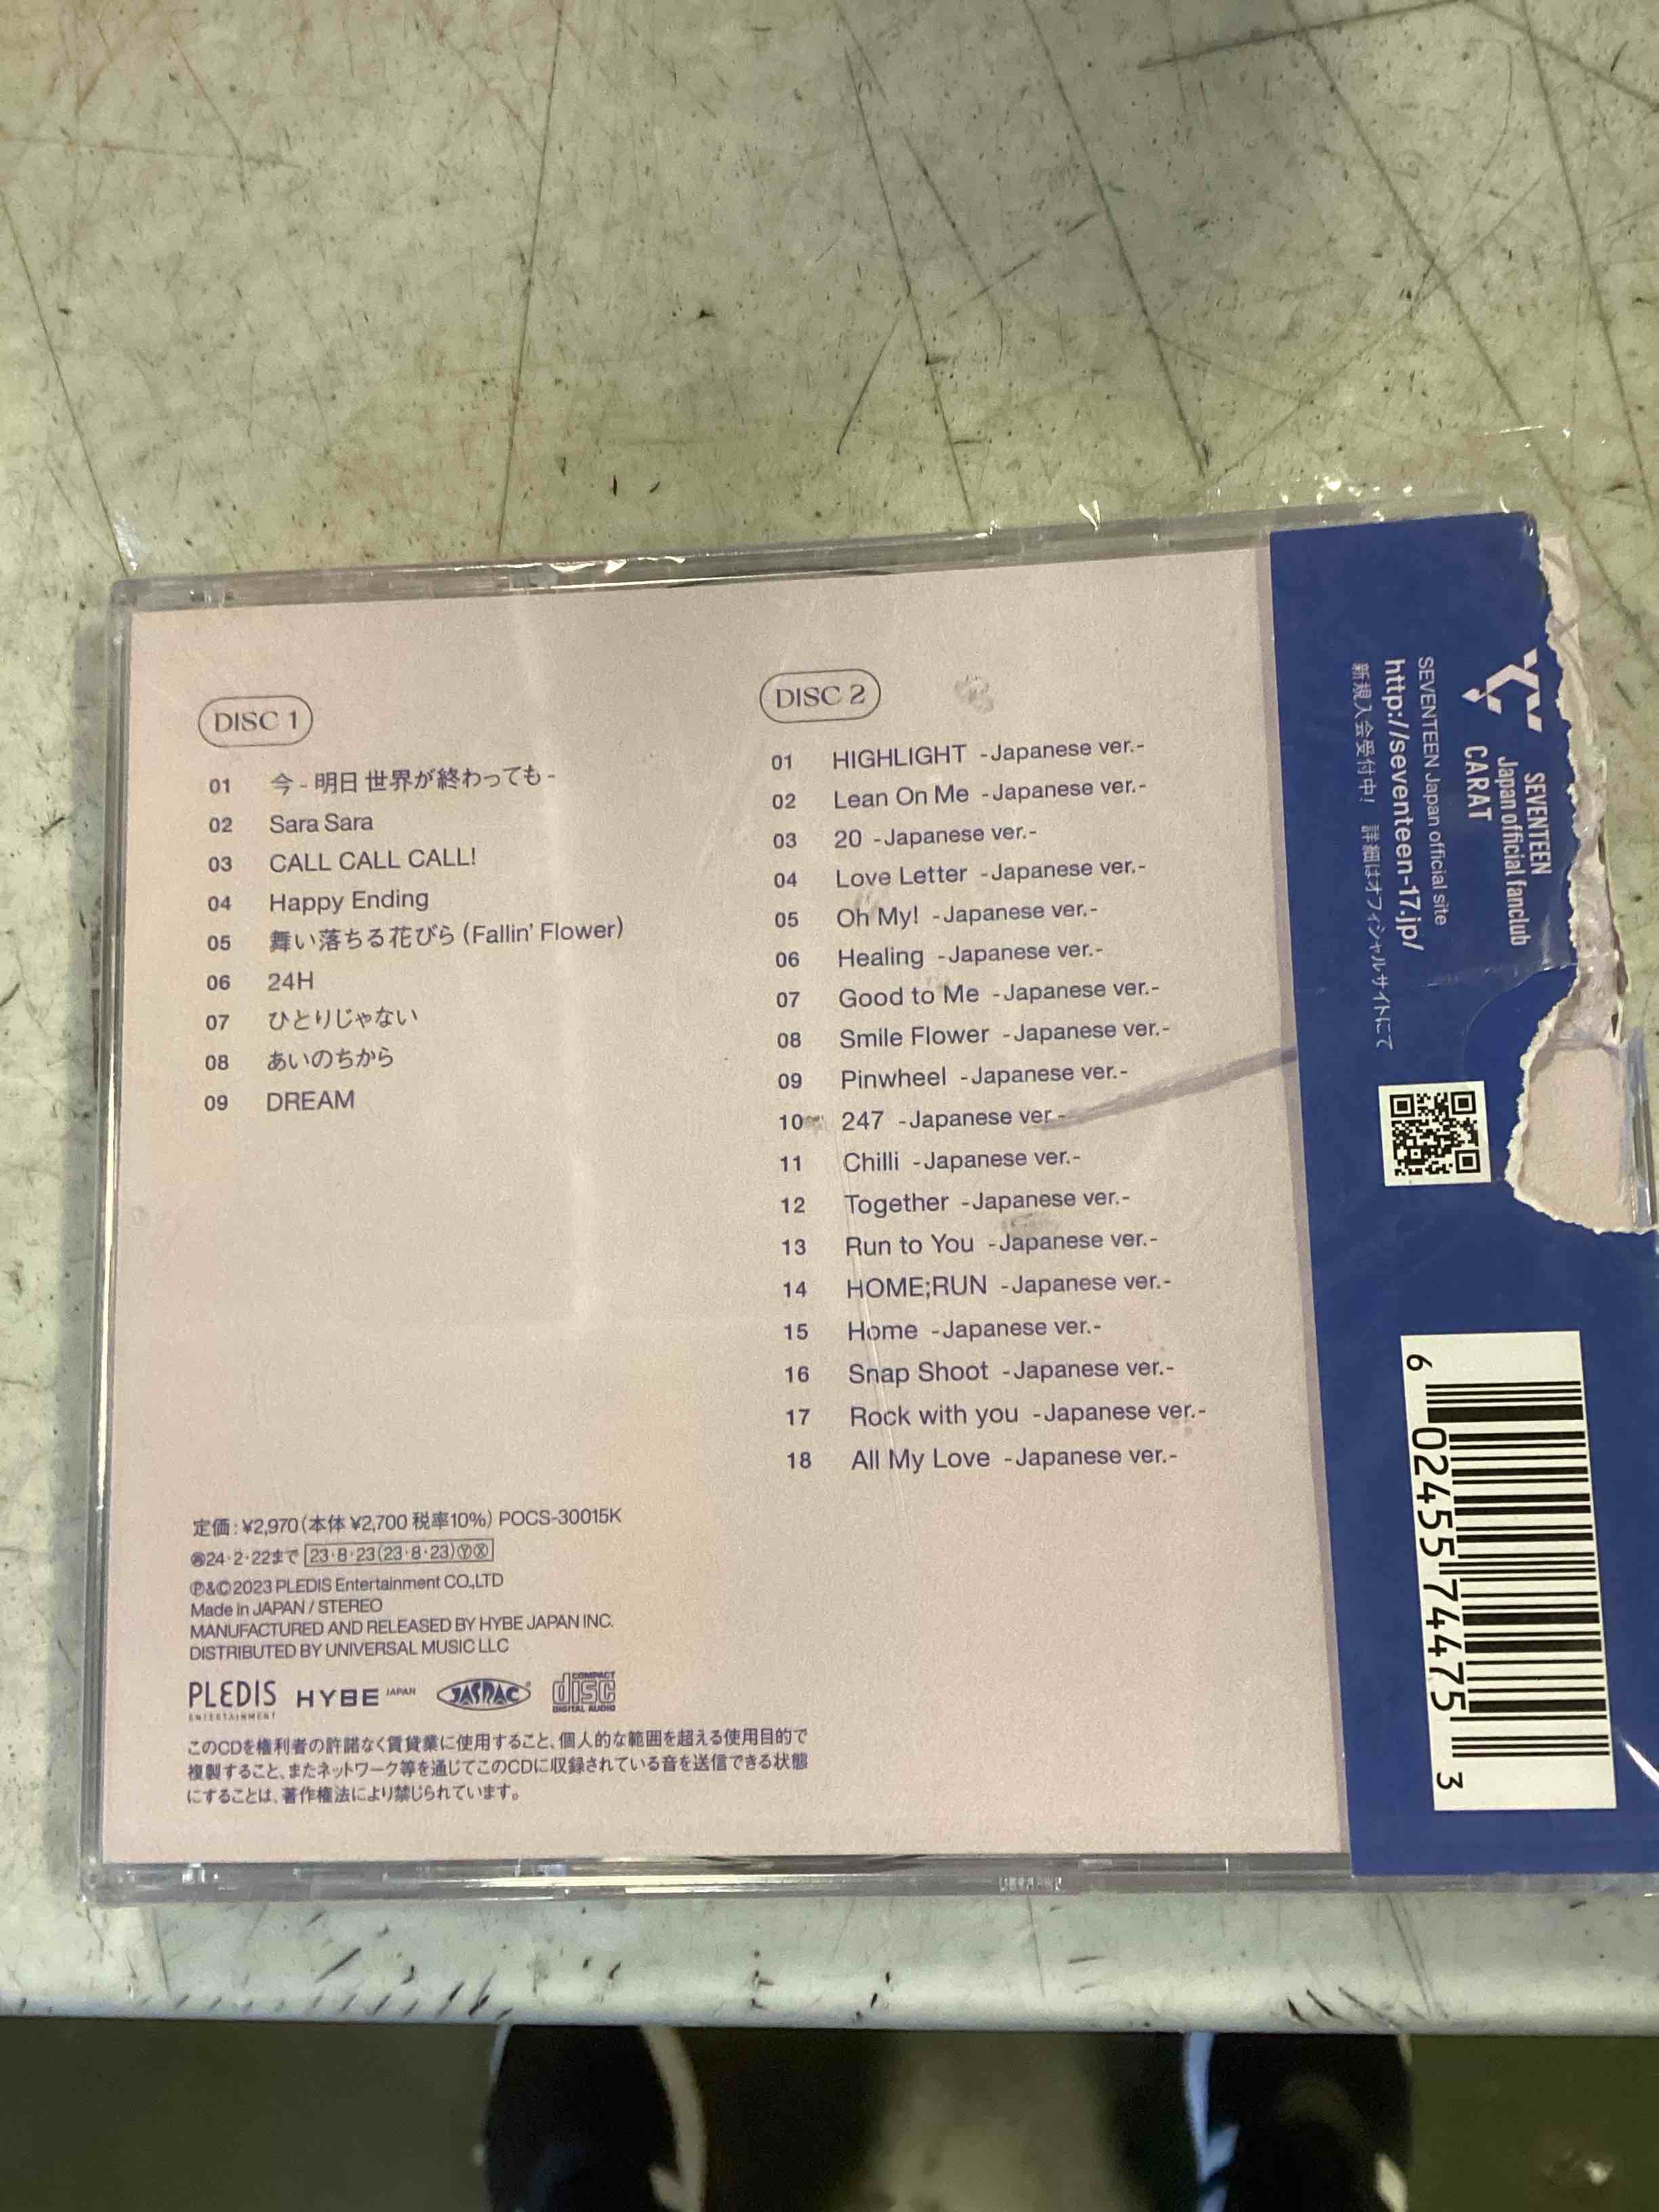 DISC 1
01 今 - 明日 世界が終わっても -
02 Sara Sara
03 CALL CALL CALL!
04 Happy Ending
05 舞い落ちる花びら (Fallin' Flower)
06 24H
07 ひとりじゃない
08 あいのちから
09 DREAM
DISC 2
01 HIGHLIGHT -Japanese ver.-
02 Lean On Me -Japanese ver.-
03 20 -Japanese ver.-
04 Love Letter -Japanese ver.-
05 Oh My! -Japanese ver.-
06 Healing -Japanese ver.-
07 Good to Me -Japanese ver.-
08 Smile Flower -Japanese ver.-
09 Pinwheel -Japanese ver.-
10 247 -Japanese ver.-
11 Chilli -Japanese ver.-
12 Together -Japanese ver.-
13 Run to You -Japanese ver.-
14 HOME;RUN -Japanese ver.-
15 Home -Japanese ver.-
16 Snap Shoot -Japanese ver.-
17 Rock with you -Japanese ver.-
18 All My Love -Japanese ver.-
定価:¥2,970(本体 ¥2,700 税率10%) POCS-30015K
24・2・22まで 23・8・23(23・8・23)ⓎⓍ
Ⓟ&©2023 PLEDIS Entertainment CO.,LTD
Made in JAPAN / STEREO
MANUFACTURED AND RELEASED BY HYBE JAPAN INC.
DISTRIBUTED BY UNIVERSAL MUSIC LLC
PLEDIS ENTERTAINMENT HYBE JAPAN JASRAC COMPACT disc DIGITAL AUDIO
このCDを権利者の許諾なく賃貸業に使用すること、個人的な範囲を超える使用目的で
複製すること、またネットワーク等を通じてこのCDに収録されている音を送信できる状態
にすることは、著作権法により禁じられています。
SEVENTEEN
Japan official fanclub
CARAT
SEVENTEEN Japan official site
http://seventeen-17.jp/
新規入会受付中! 詳細はオフィシャルサイトにて
6 02455 74475 3